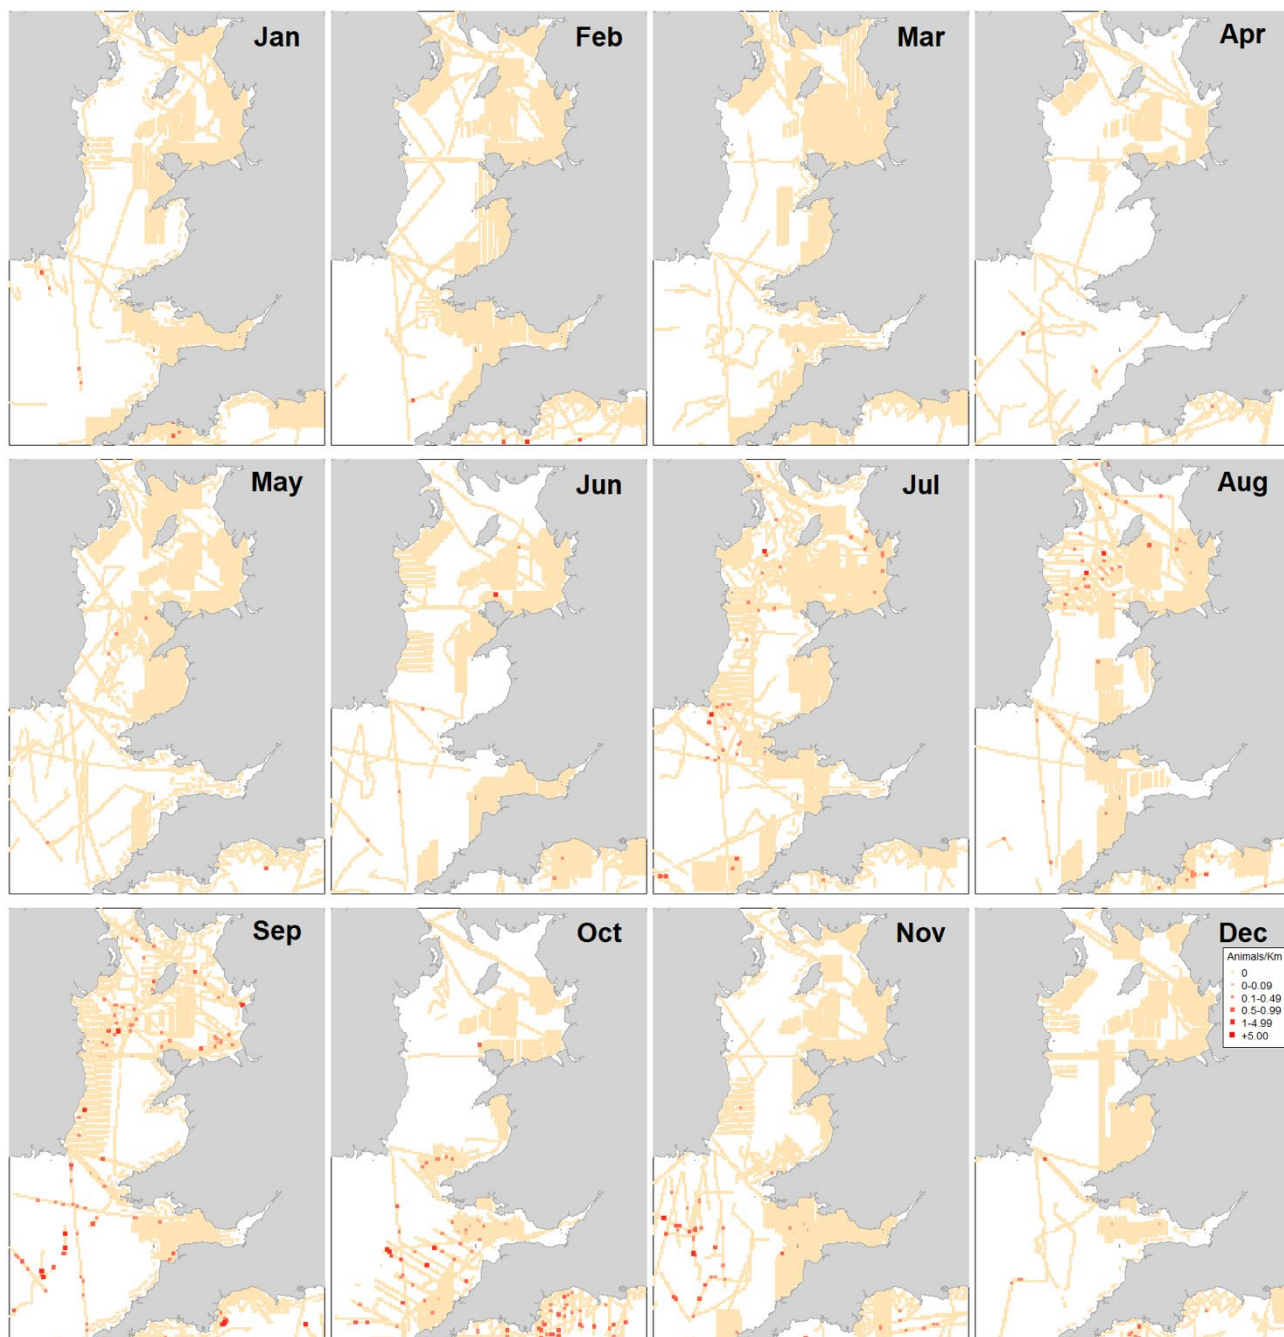 Jan
Feb
Mar
Apr
May
Jun
Jul
Aug
Sep
Oct
Nov
Dec
Animals/Km
0
0-0.09
0.1-0.49
0.5-0.99
1-4.99
+5.00